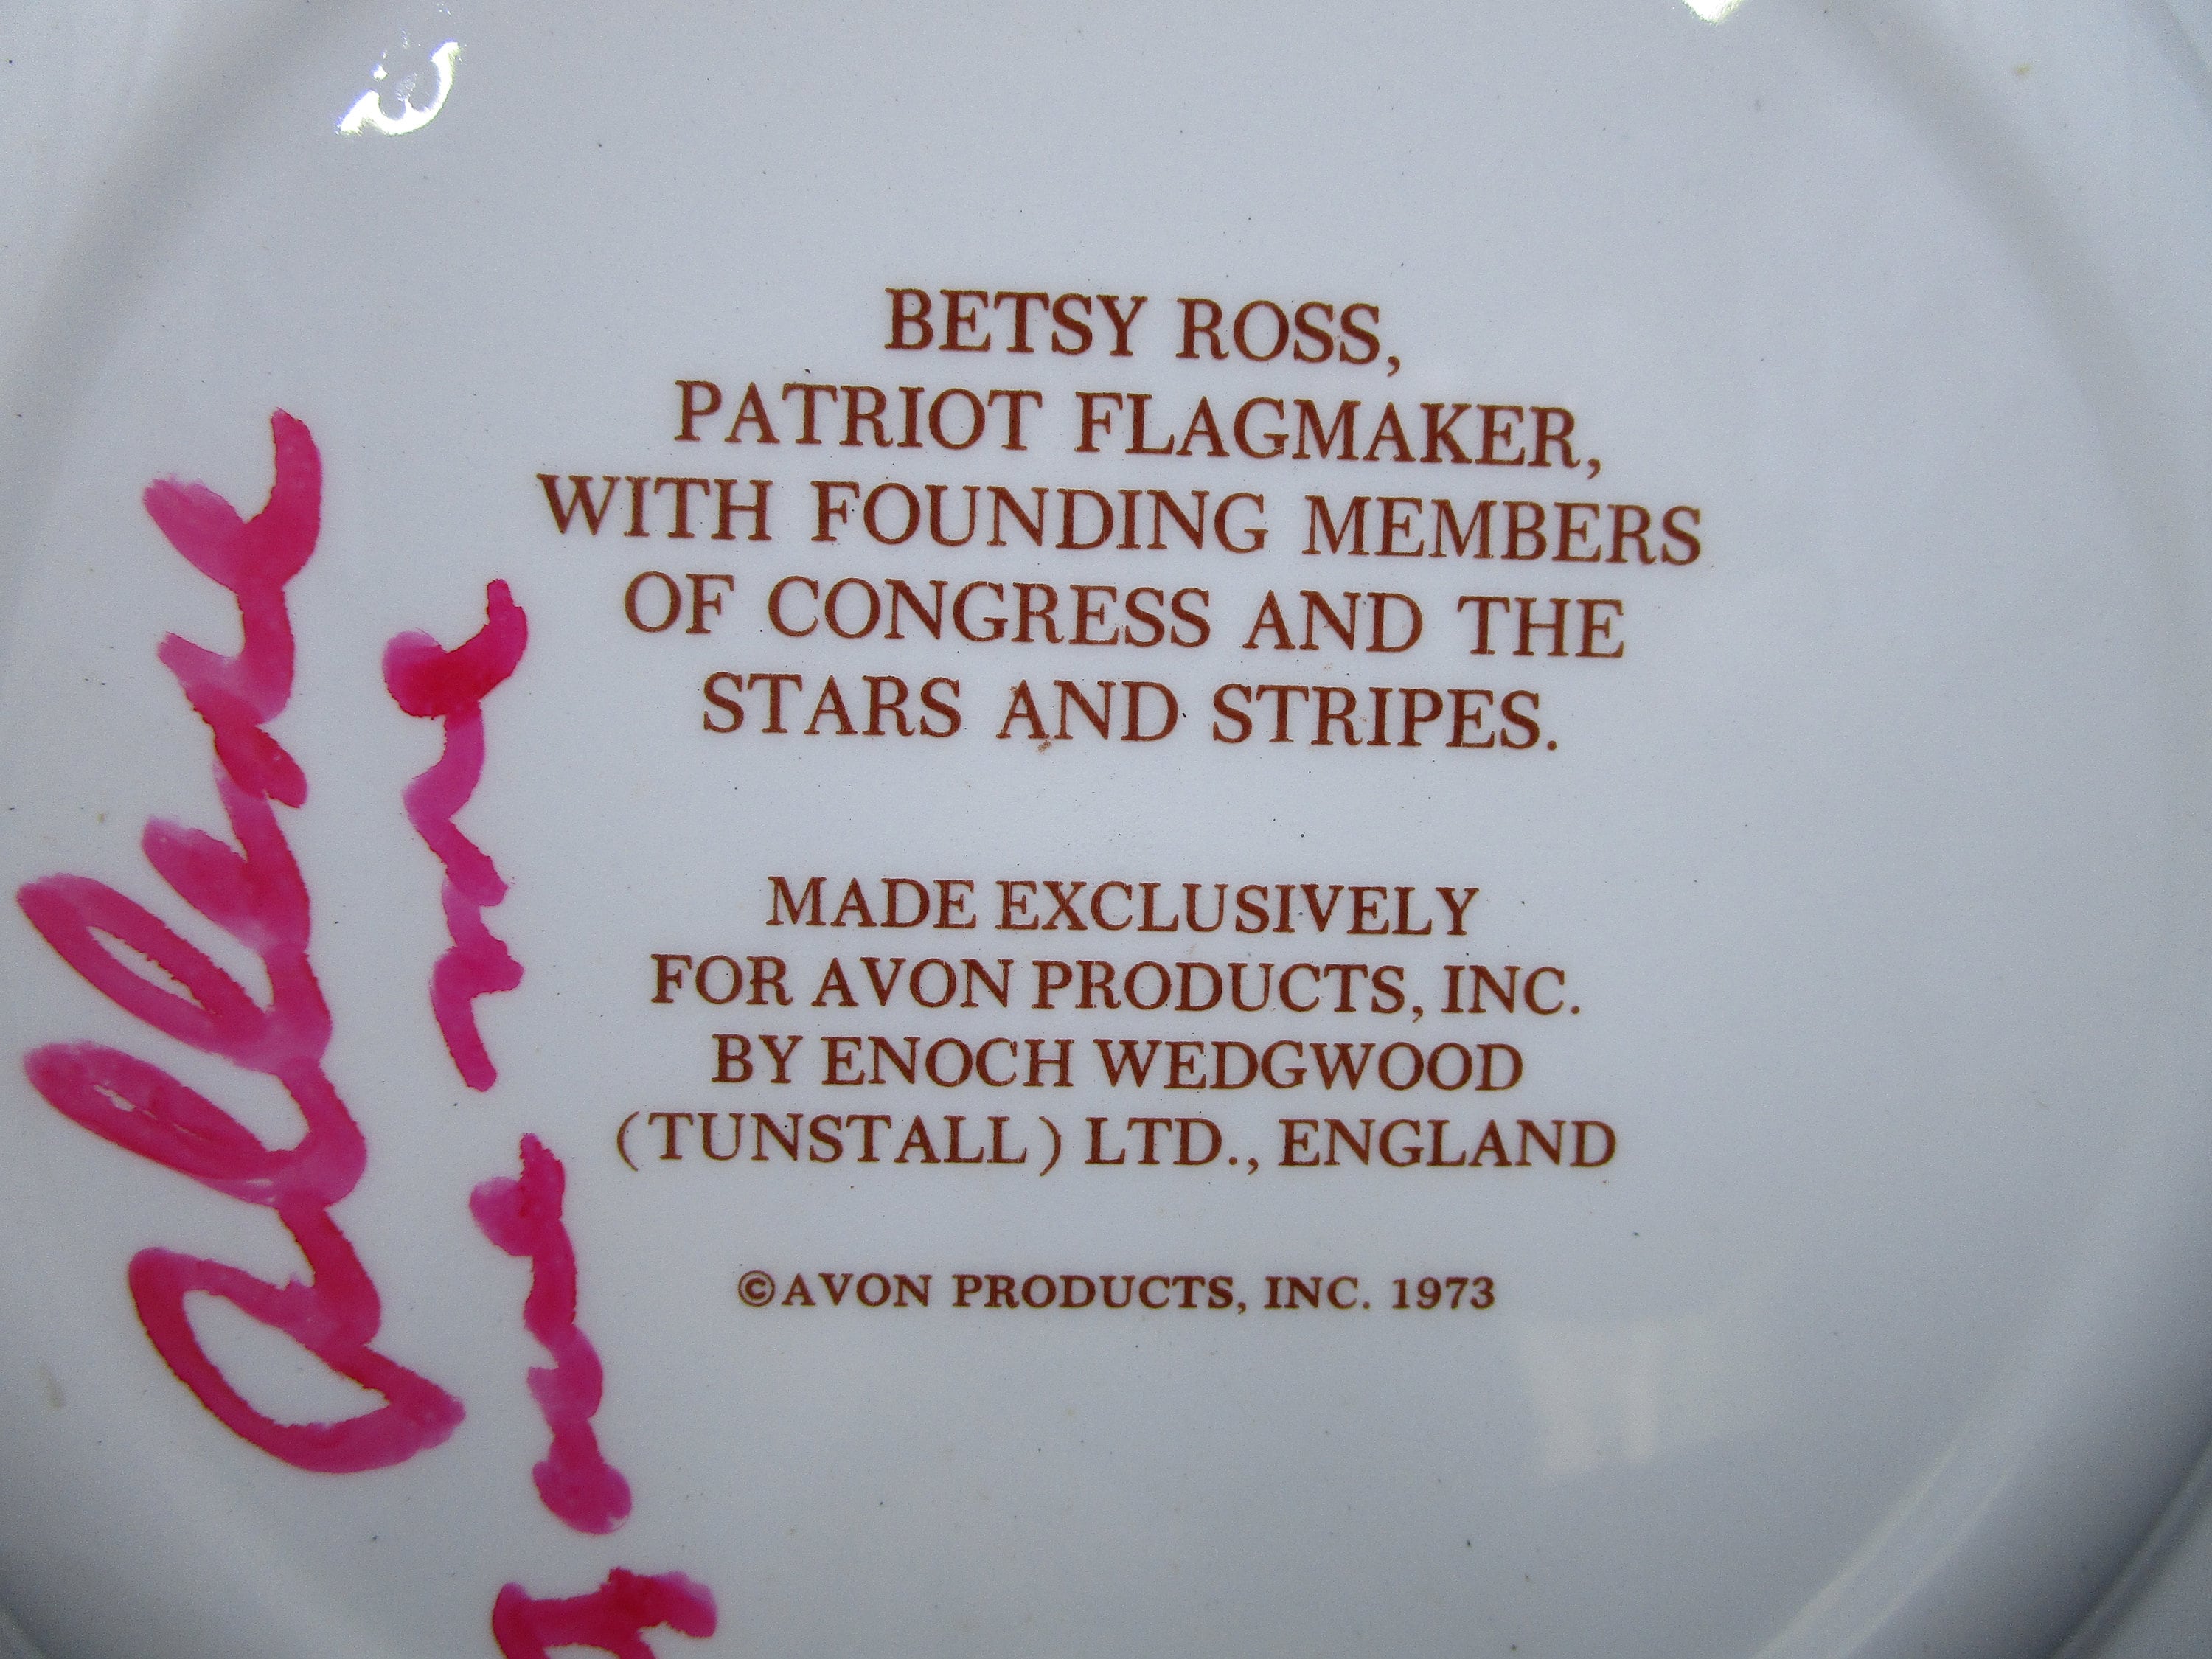 BETSY ROSS,
PATRIOT FLAGMAKER,
WITH FOUNDING MEMBERS
OF CONGRESS AND THE
STARS AND STRIPES.
MADE EXCLUSIVELY
FOR AVON PRODUCTS, INC.
BY ENOCH WEDGWOOD
(TUNSTALL) LTD., ENGLAND
©AVON PRODUCTS, INC. 1973